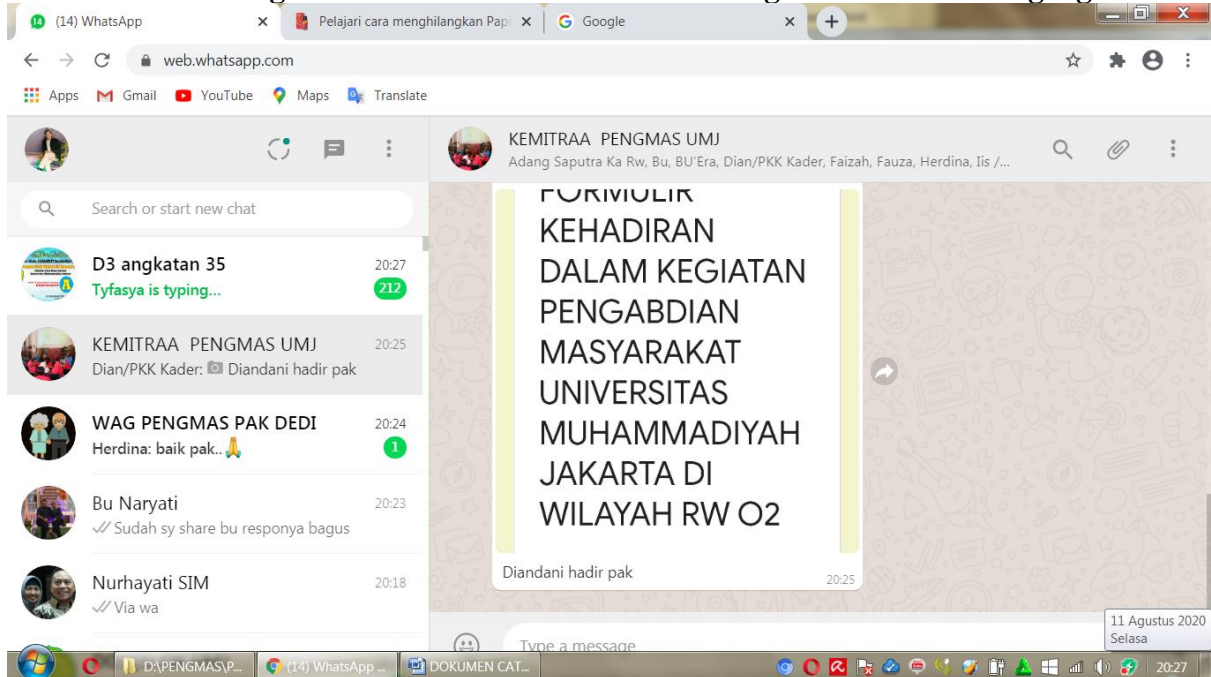 (14) WhatsApp
Pelajari cara menghilangkan Pap
Google
web.whatsapp.com
Apps
Gmail
YouTube
Maps
Translate
KEMITRAA PENGMAS UMJ
Adang Saputra Ka Rw, Bu, BU'Era, Dian/PKK Kader, Faizah, Fauza, Herdina, Iis /...
Search or start new chat
D3 angkatan 35
20:27
Tyfasya is typing...
212
KEMITRAA PENGMAS UMJ
20:25
Dian/PKK Kader: Diandani hadir pak
WAG PENGMAS PAK DEDI
20:24
Herdina: baik pak..
1
Bu Naryati
20:23
Sudah sy share bu responya bagus
Nurhayati SIM
20:18
Via wa
FORMULIR
KEHADIRAN
DALAM KEGIATAN
PENGABDIAN
MASYARAKAT
UNIVERSITAS
MUHAMMADIYAH
JAKARTA DI
WILAYAH RW O2
Diandani hadir pak
20:25
Type a message
11 Agustus 2020
Selasa
D:\PENGMAS\P...
(14) WhatsApp ...
DOKUMEN CAT...
20:27